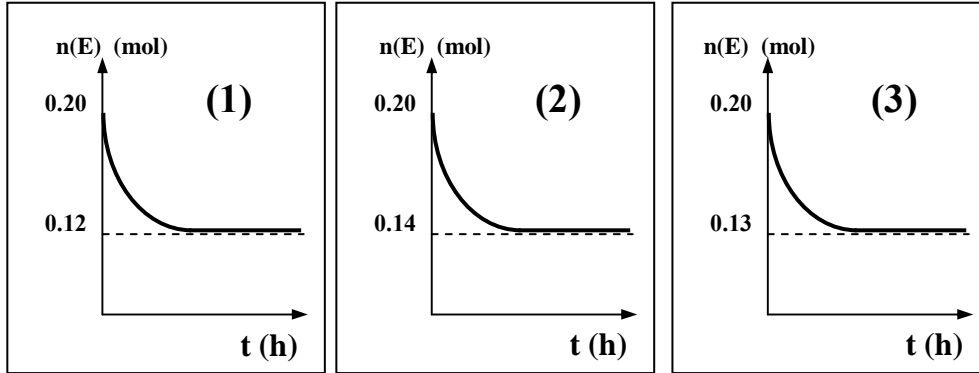 n(E) (mol)
0.20
(1)
0.12
t (h)
n(E) (mol)
0.20
(2)
0.14
t (h)
n(E) (mol)
0.20
(3)
0.13
t (h)